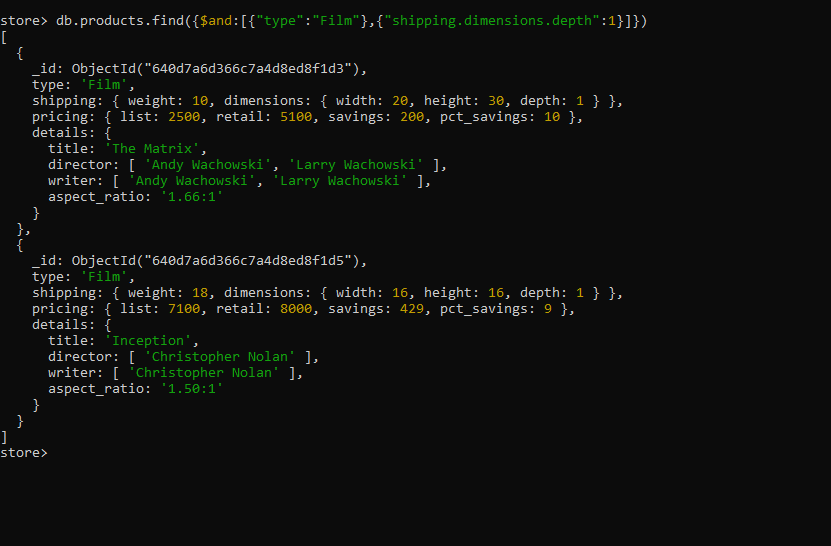 store> db.products.find({$and:[{"type":"Film"},{"shipping.dimensions.depth":1}]})
[
  {
    _id: ObjectId("640d7a6d366c7a4d8ed8f1d3"),
    type: 'Film',
    shipping: { weight: 10, dimensions: { width: 20, height: 30, depth: 1 } },
    pricing: { list: 2500, retail: 5100, savings: 200, pct_savings: 10 },
    details: {
      title: 'The Matrix',
      director: [ 'Andy Wachowski', 'Larry Wachowski' ],
      writer: [ 'Andy Wachowski', 'Larry Wachowski' ],
      aspect_ratio: '1.66:1'
    }
  },
  {
    _id: ObjectId("640d7a6d366c7a4d8ed8f1d5"),
    type: 'Film',
    shipping: { weight: 18, dimensions: { width: 16, height: 16, depth: 1 } },
    pricing: { list: 7100, retail: 8000, savings: 429, pct_savings: 9 },
    details: {
      title: 'Inception',
      director: [ 'Christopher Nolan' ],
      writer: [ 'Christopher Nolan' ],
      aspect_ratio: '1.50:1'
    }
  }
]
store>